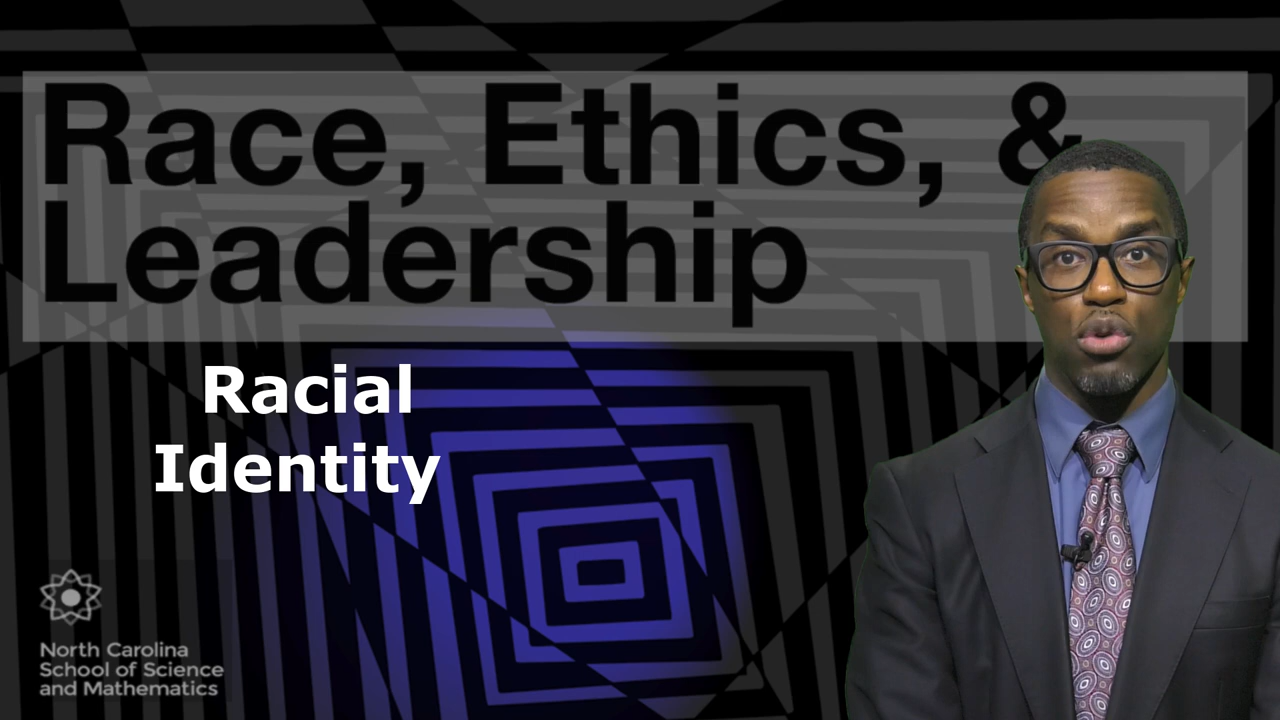 Race, Ethics, &
Leadership
Racial
Identity
North Carolina
School of Science
and Mathematics